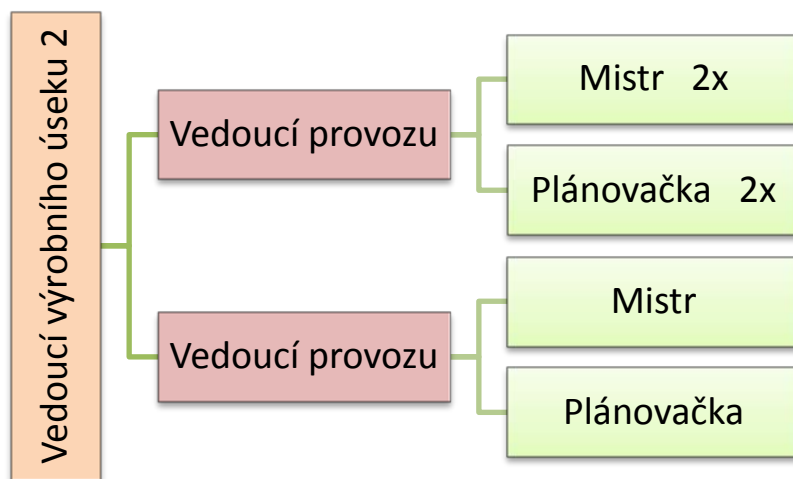 Vedoucí výrobního úseku 2
Vedoucí provozu
Mistr 2x
Plánovačka 2x
Vedoucí provozu
Mistr
Plánovačka